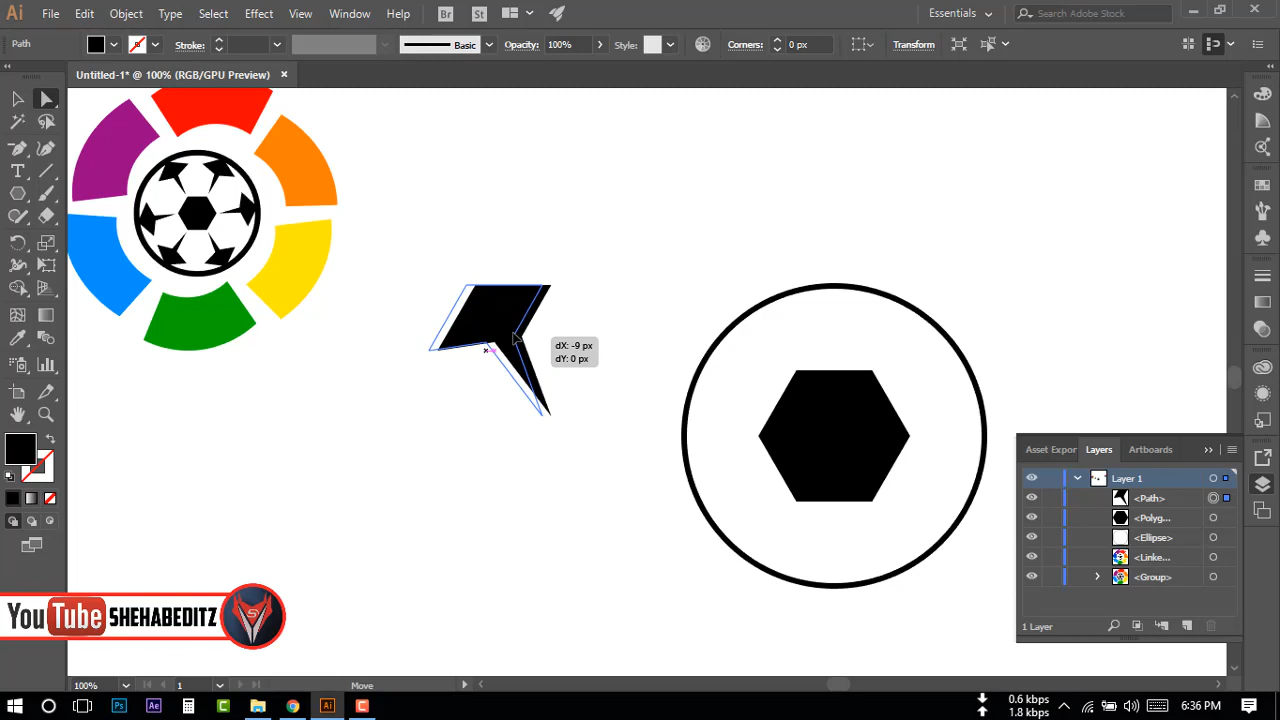 Ai File Edit Object Type Select Effect View Window Help Br St Essentials Search Adobe Stock
Path Stroke: Basic Opacity: 100% Style: Corners: 0 px Transform
Untitled-1* @ 100% (RGB/GPU Preview)
dX: -9 px
dY: 0 px
Asset Expor Layers Artboards
Layer 1
<Path>
<Polyg...
<Ellipse>
<Linke...
<Group>
1 Layer
YouTube SHEHABEDITZ
100% 1 Move
Ps Ae C Ai C 0.6 kbps
1.8 kbps 6:36 PM